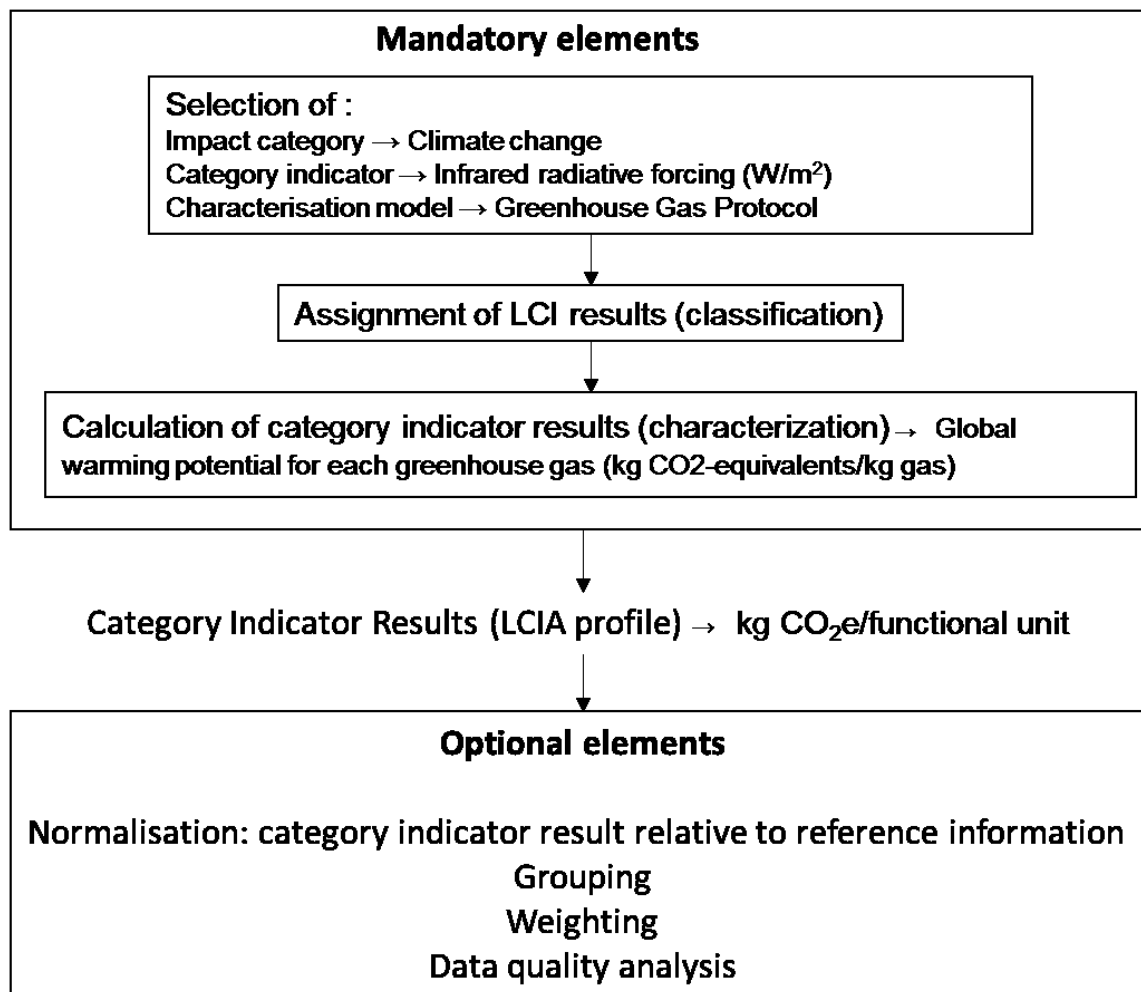 Mandatory elements
Selection of :
Impact category → Climate change
Category indicator → Infrared radiative forcing (W/m²)
Characterisation model → Greenhouse Gas Protocol
Assignment of LCI results (classification)
Calculation of category indicator results (characterization) → Global
warming potential for each greenhouse gas (kg CO2-equivalents/kg gas)
Category Indicator Results (LCIA profile) → kg CO₂e/functional unit
Optional elements
Normalisation: category indicator result relative to reference information
Grouping
Weighting
Data quality analysis